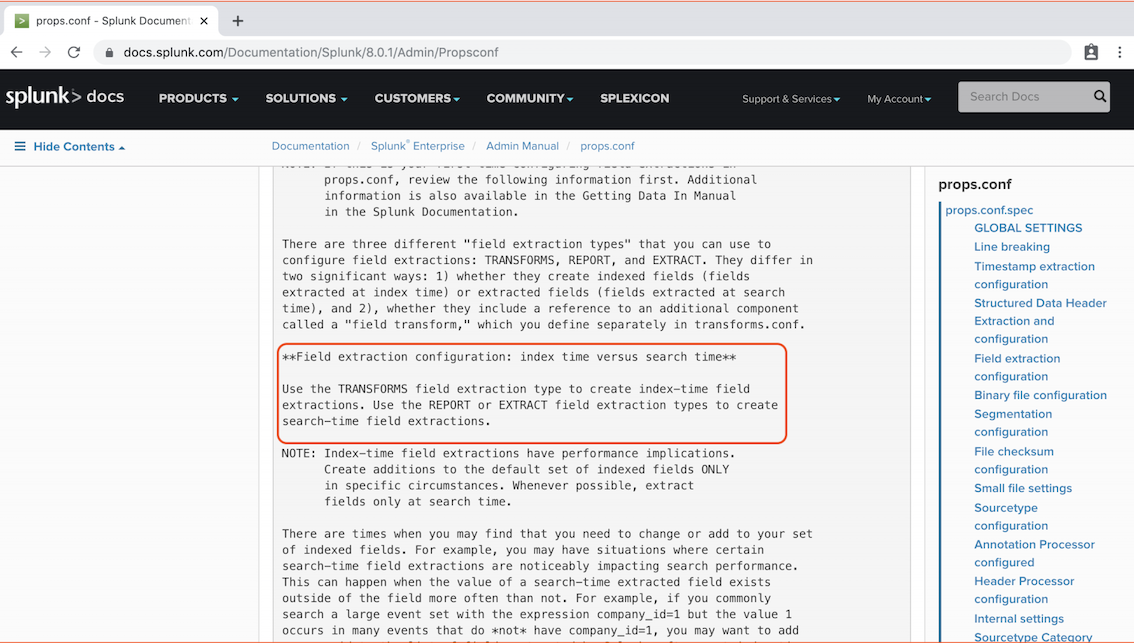 props.conf - Splunk Document
docs.splunk.com/Documentation/Splunk/8.0.1/Admin/Propsconf
splunk> docs
PRODUCTS
SOLUTIONS
CUSTOMERS
COMMUNITY
SPLEXICON
Support & Services
My Account
Search Docs
Hide Contents
Documentation / Splunk® Enterprise / Admin Manual / props.conf
NOTE: If this is your first time configuring field extractions in
props.conf, review the following information first. Additional
information is also available in the Getting Data In Manual
in the Splunk Documentation.
There are three different "field extraction types" that you can use to
configure field extractions: TRANSFORMS, REPORT, and EXTRACT. They differ in
two significant ways: 1) whether they create indexed fields (fields
extracted at index time) or extracted fields (fields extracted at search
time), and 2), whether they include a reference to an additional component
called a "field transform," which you define separately in transforms.conf.
**Field extraction configuration: index time versus search time**
Use the TRANSFORMS field extraction type to create index-time field
extractions. Use the REPORT or EXTRACT field extraction types to create
search-time field extractions.
NOTE: Index-time field extractions have performance implications.
Create additions to the default set of indexed fields ONLY
in specific circumstances. Whenever possible, extract
fields only at search time.
There are times when you may find that you need to change or add to your set
of indexed fields. For example, you may have situations where certain
search-time field extractions are noticeably impacting search performance.
This can happen when the value of a search-time extracted field exists
outside of the field more often than not. For example, if you commonly
search a large event set with the expression company_id=1 but the value 1
occurs in many events that do *not* have company_id=1, you may want to add
props.conf
props.conf.spec
GLOBAL SETTINGS
Line breaking
Timestamp extraction
configuration
Structured Data Header
Extraction and
configuration
Field extraction
configuration
Binary file configuration
Segmentation
configuration
File checksum
configuration
Small file settings
Sourcetype
configuration
Annotation Processor
configured
Header Processor
configuration
Internal settings
Sourcetype Category